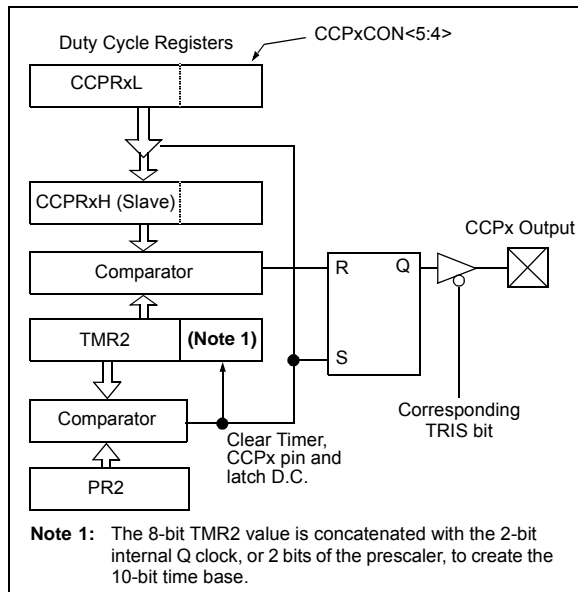 Duty Cycle Registers
CCPxCON<5:4>
CCPRxL
CCPRxH (Slave)
CCPx Output
Comparator
R
Q
TMR2
(Note 1)
S
Comparator
Clear Timer,
CCPx pin and
latch D.C.
Corresponding
TRIS bit
PR2
Note 1: The 8-bit TMR2 value is concatenated with the 2-bit
internal Q clock, or 2 bits of the prescaler, to create the
10-bit time base.